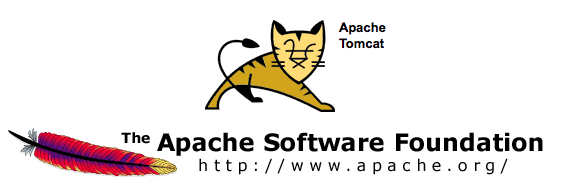 Apache
Tomcat
The Apache Software Foundation
http://www.apache.org/